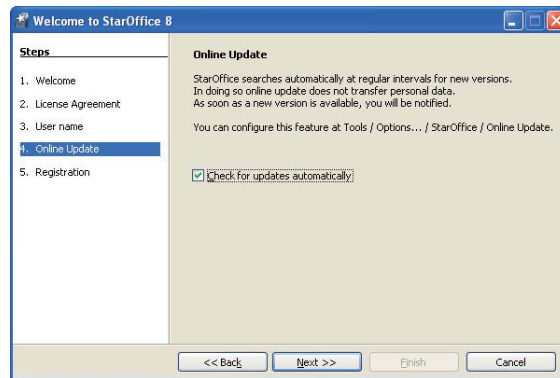 Welcome to StarOffice 8
Steps
1. Welcome
2. License Agreement
3. User name
4. Online Update
5. Registration
Online Update
StarOffice searches automatically at regular intervals for new versions.
In doing so online update does not transfer personal data.
As soon as a new version is available, you will be notified.
You can configure this feature at Tools / Options... / StarOffice / Online Update.
Check for updates automatically
<< Back
Next >>
Finish
Cancel